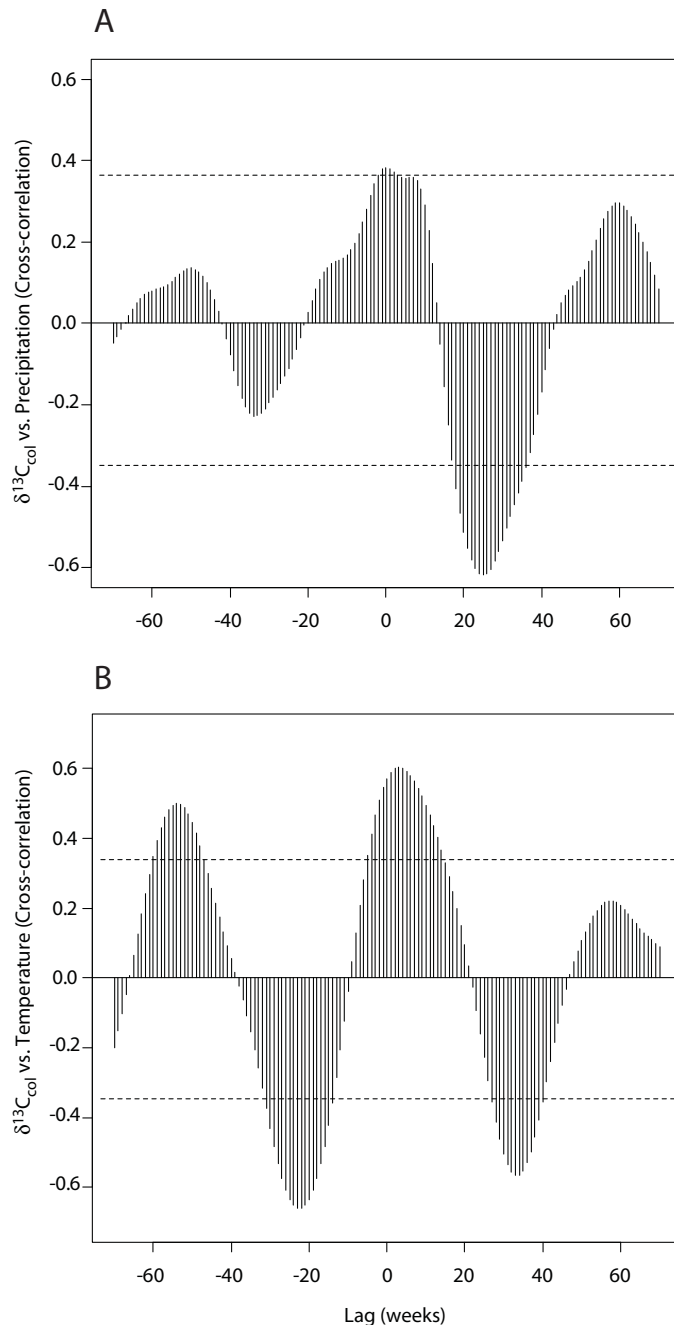 A
δ¹³C_col vs. Precipitation (Cross-correlation)
0.6
0.4
0.2
0.0
-0.2
-0.4
-0.6
-60 -40 -20 0 20 40 60
B
δ¹³C_col vs. Temperature (Cross-correlation)
0.6
0.4
0.2
0.0
-0.2
-0.4
-0.6
-60 -40 -20 0 20 40 60
Lag (weeks)